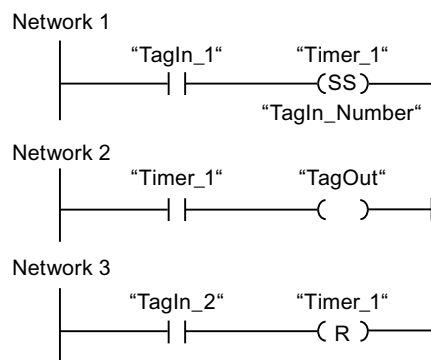 Network 1
“TagIn_1“ “Timer_1“
SS
“TagIn_Number“
Network 2
“Timer_1“ “TagOut“
Network 3
“TagIn_2“ “Timer_1“
R